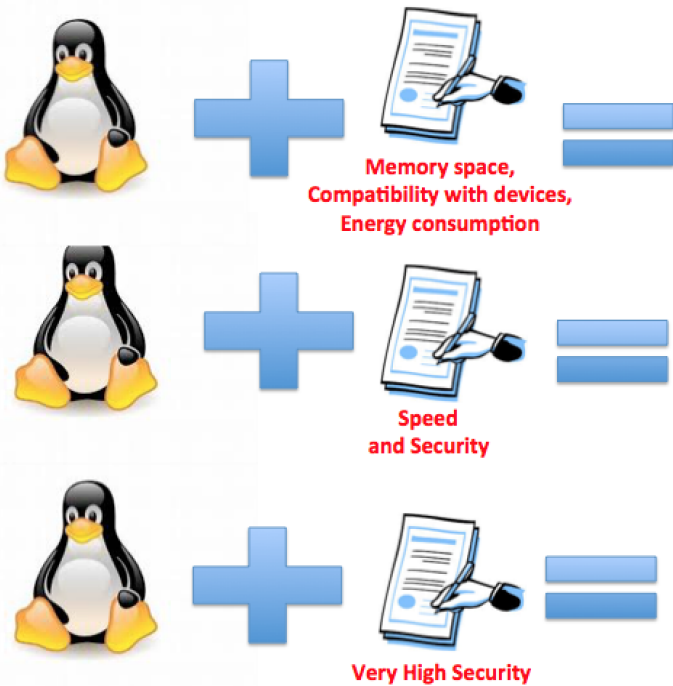 Memory space,
Compatibility with devices,
Energy consumption
Speed
and Security
Very High Security